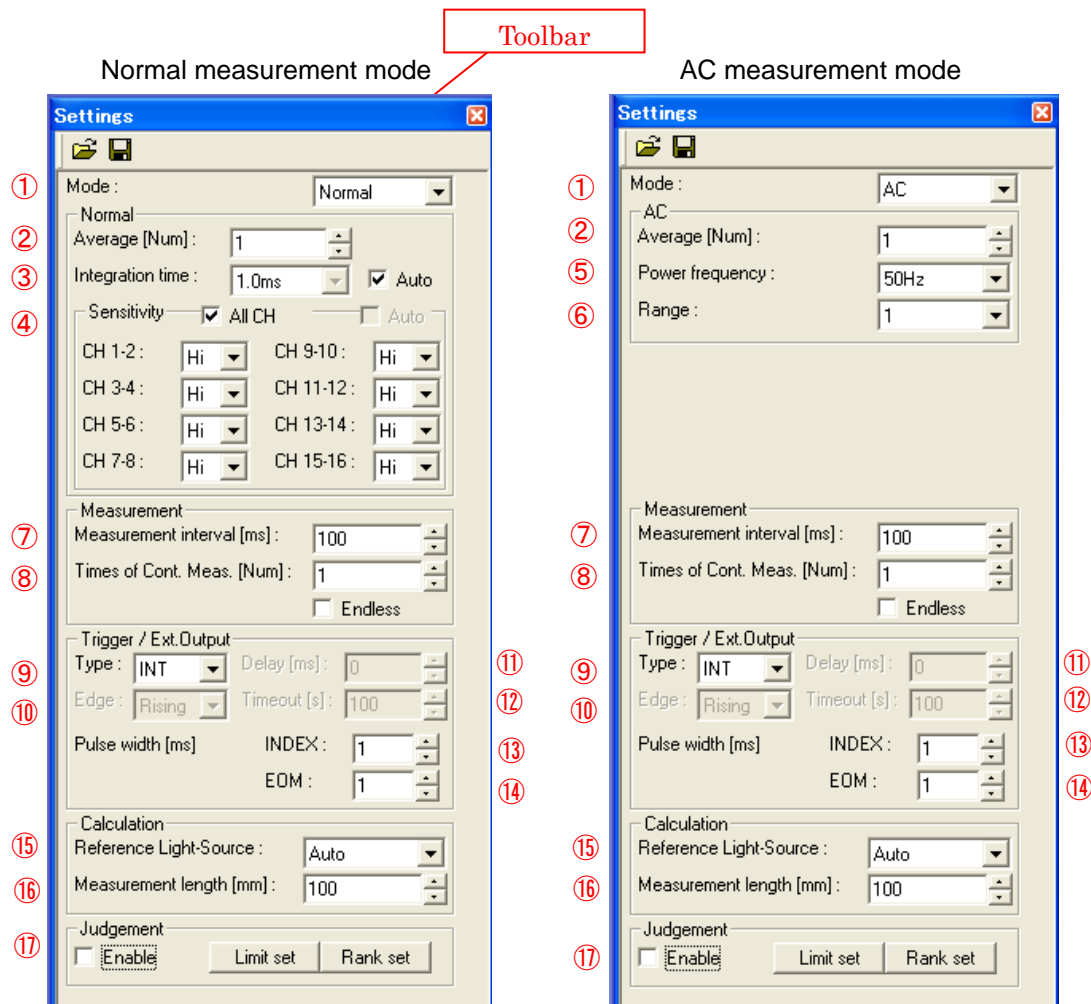 Toolbar
Normal measurement mode
Settings
① Mode : Normal
Normal
② Average [Num] : 1
③ Integration time : 1.0ms Auto
④ Sensitivity All CH Auto
CH 1-2 : Hi CH 9-10 : Hi
CH 3-4 : Hi CH 11-12 : Hi
CH 5-6 : Hi CH 13-14 : Hi
CH 7-8 : Hi CH 15-16 : Hi
Measurement
⑦ Measurement interval [ms] : 100
⑧ Times of Cont. Meas. [Num] : 1
Endless
Trigger / Ext.Output
⑨ Type : INT Delay [ms] : 0 ⑪
⑩ Edge : Rising Timeout [s] : 100 ⑫
Pulse width [ms] INDEX : 1 ⑬
EOM : 1 ⑭
Calculation
⑮ Reference Light-Source : Auto
⑯ Measurement length [mm] : 100
Judgement
⑰ Enable Limit set Rank set
AC measurement mode
Settings
① Mode : AC
AC
② Average [Num] : 1
⑤ Power frequency : 50Hz
⑥ Range : 1
Measurement
⑦ Measurement interval [ms] : 100
⑧ Times of Cont. Meas. [Num] : 1
Endless
Trigger / Ext.Output
⑨ Type : INT Delay [ms] : 0 ⑪
⑩ Edge : Rising Timeout [s] : 100 ⑫
Pulse width [ms] INDEX : 1 ⑬
EOM : 1 ⑭
Calculation
⑮ Reference Light-Source : Auto
⑯ Measurement length [mm] : 100
Judgement
⑰ Enable Limit set Rank set